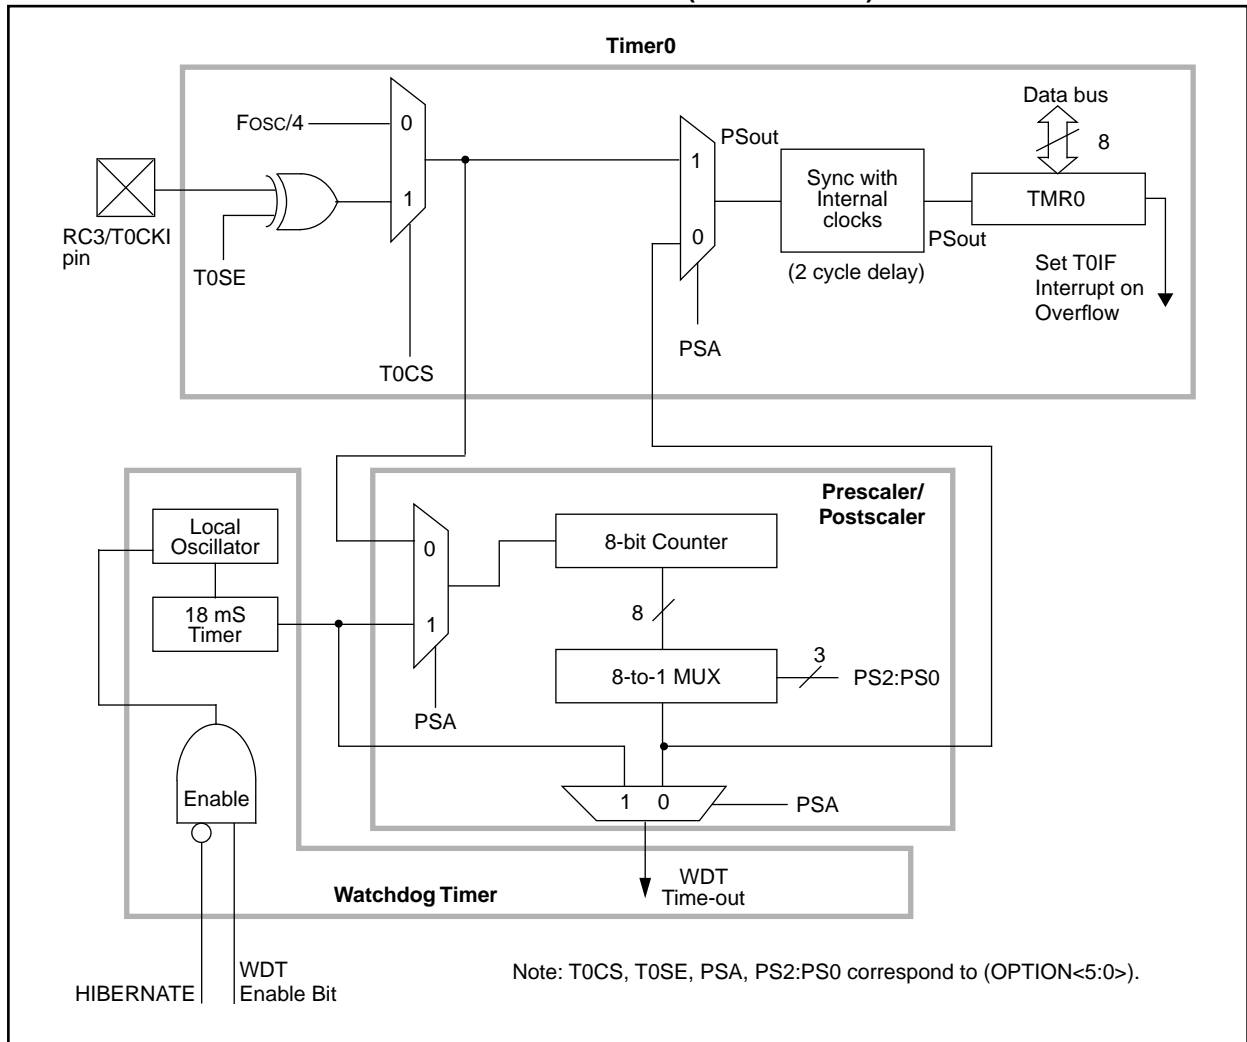 Timer0
Data bus
8
FOSC/4
0
1
PSout
1
0
Sync with
Internal
clocks
(2 cycle delay)
PSout
TMR0
Set T0IF
Interrupt on
Overflow
RC3/T0CKI
pin
T0SE
T0CS
PSA
Prescaler/
Postscaler
Local
Oscillator
18 mS
Timer
0
1
8-bit Counter
8
8-to-1 MUX
3
PS2:PS0
PSA
Enable
1 0
PSA
WDT
Time-out
Watchdog Timer
HIBERNATE
WDT
Enable Bit
Note: T0CS, T0SE, PSA, PS2:PS0 correspond to (OPTION<5:0>).